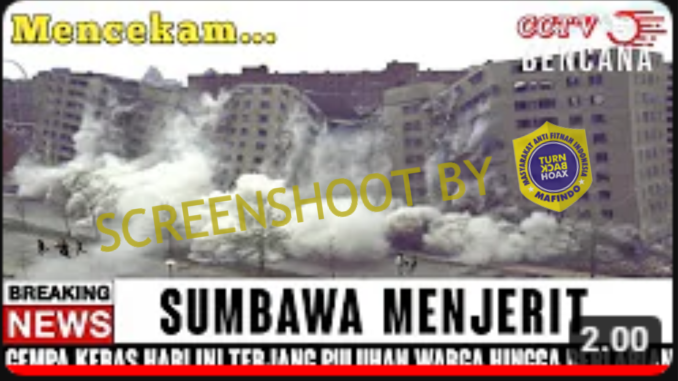 Mencekam...
CCTV
BENCANA
MASYARAKAT ANTI FITNAH INDONESIA
TURN
BACK
HOAX
MAFINDO
SCREENSHOOT BY
BREAKING
NEWS
SUMBAWA MENJERIT
2.00
GEMPA KERAS HARI INI TERJANG PULUHAN WARGA HINGGA